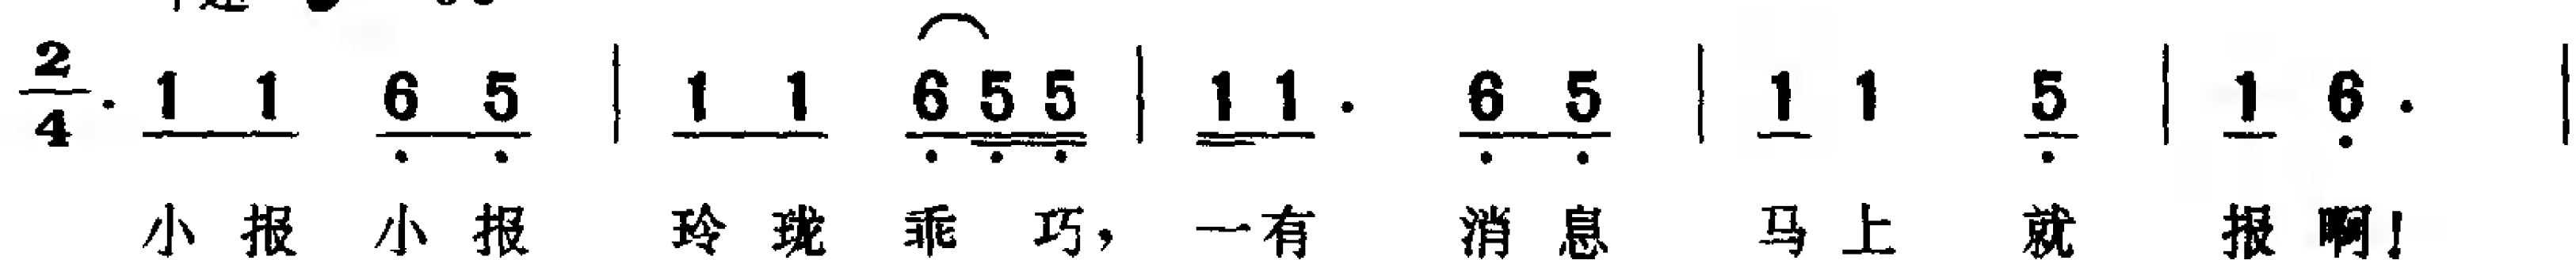 2/4 . 1 1 6 5 | 1 1 6 5 5 | 1 1 . 6 5 | 1 1 5 | 1 6 . |
小报小报 玲珑乖巧，一有 消息 马上 就 报啊！